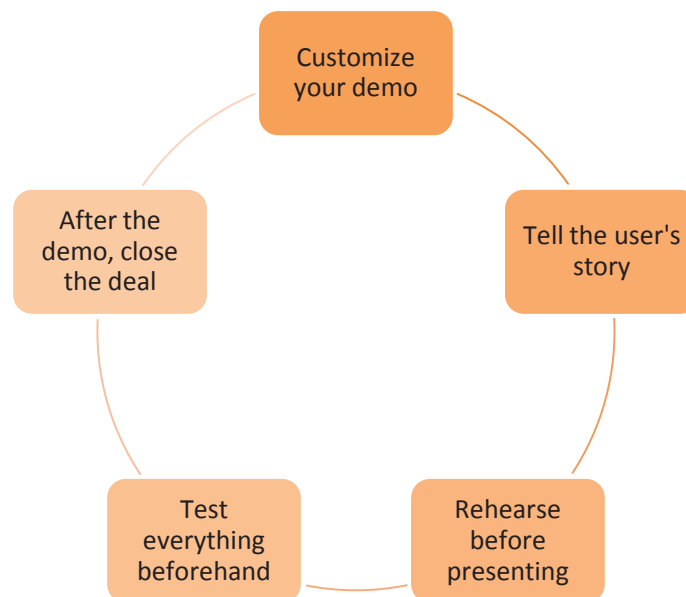 Customize
your demo
Tell the user's
story
Rehearse
before
presenting
Test
everything
beforehand
After the
demo, close
the deal